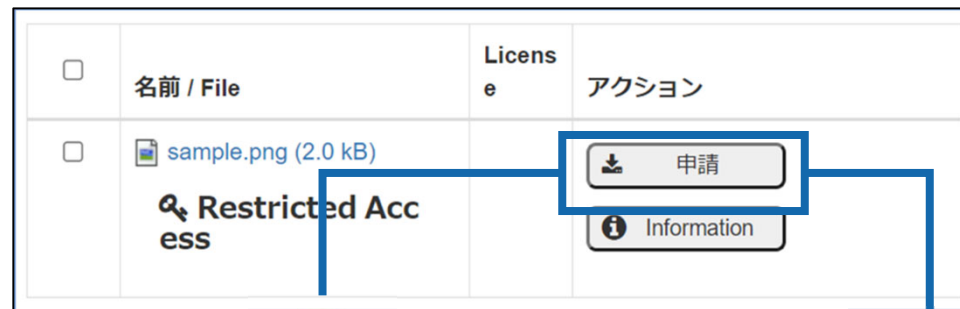 名前 / File
Licens
e
アクション
sample.png (2.0 kB)
Restricted Acc
ess
申請
Information